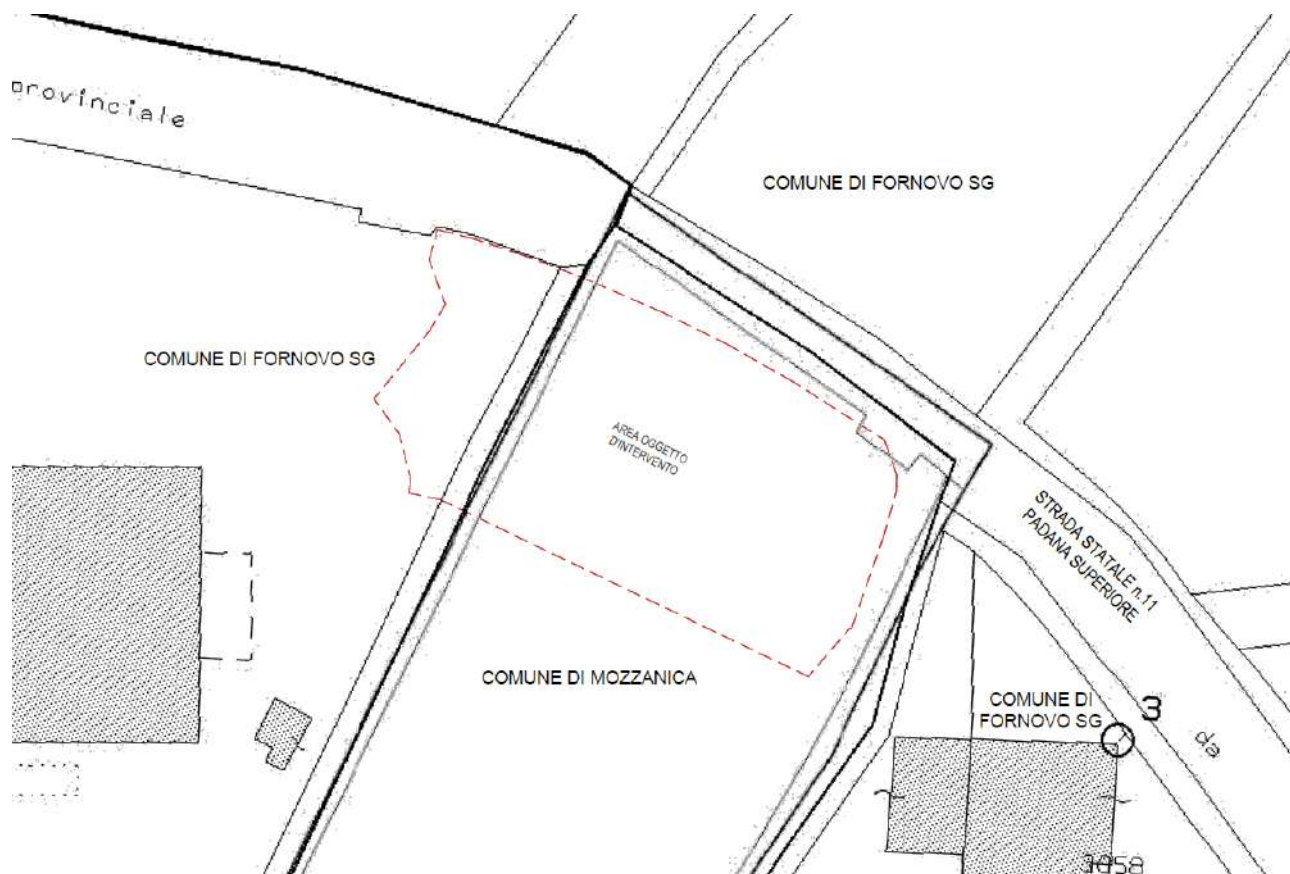 provinciale
COMUNE DI FORNOVO SG
COMUNE DI FORNOVO SG
AREA OGGETTO
D'INTERVENTO
STRADA STATALE n.11
PADANA SUPERIORE
COMUNE DI MOZZANICA
COMUNE DI
FORNOVO SG
3
da